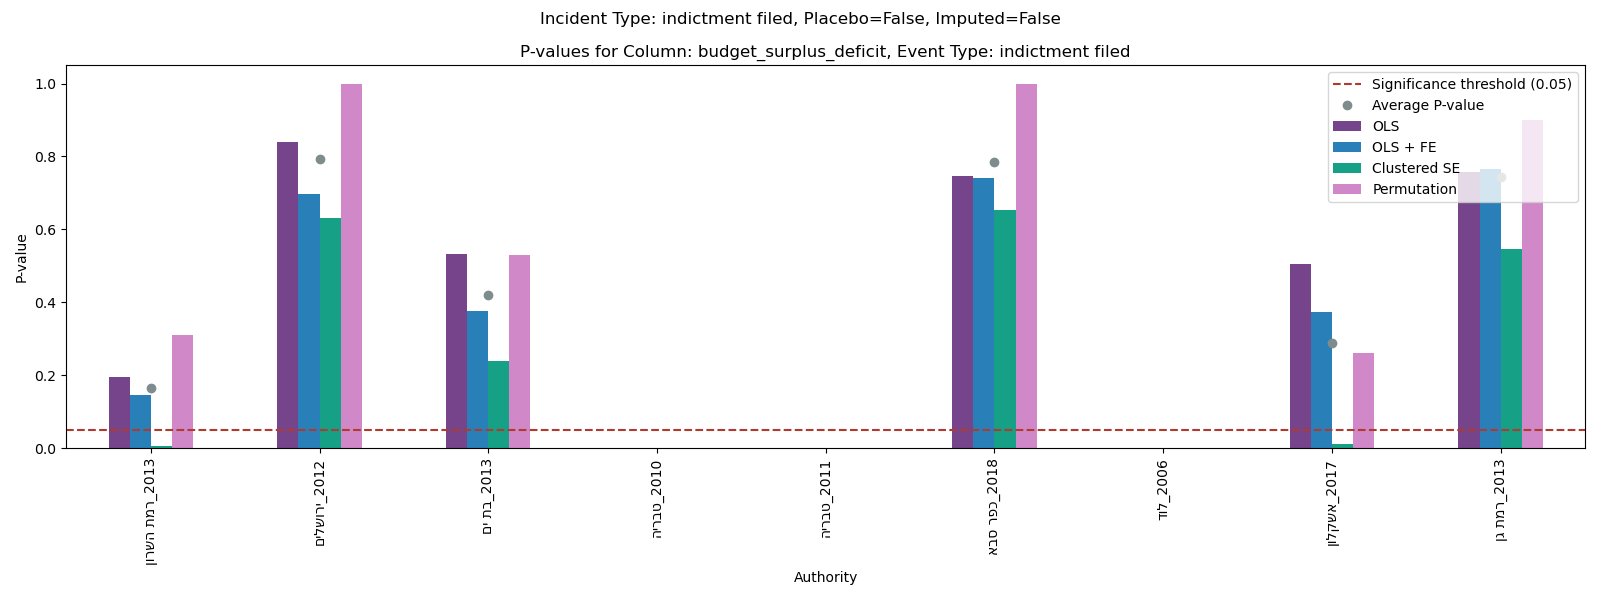 Incident Type: indictment filed, Placebo=False, Imputed=False
P-values for Column: budget_surplus_deficit, Event Type: indictment filed
Significance threshold (0.05)
Average P-value
OLS
OLS + FE
Clustered SE
Permutation
P-value
1.0
0.8
0.6
0.4
0.2
0.0
רמת השרון_2013
ירושלים_2012
בת ים_2013
טבריה_2010
טבריה_2011
כפר סבא_2018
לוד_2006
אשקלון_2017
רמת גן_2013
Authority